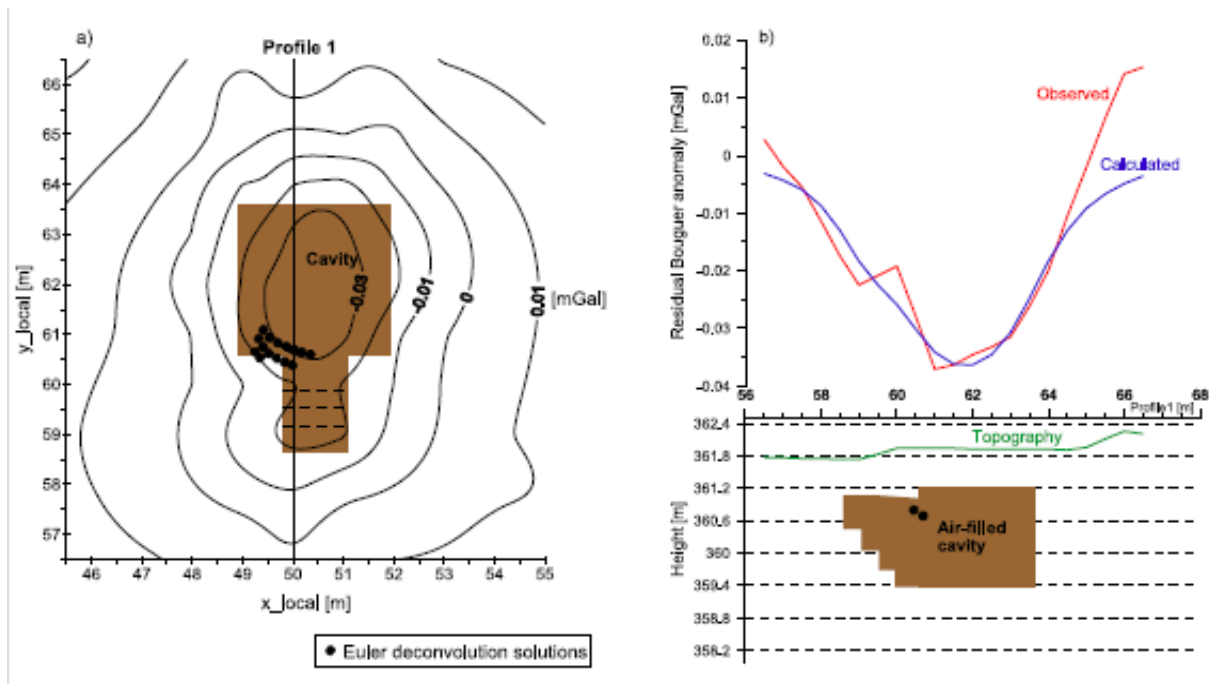 a)
Profile 1
66
65
64
63
62
61
60
59
58
57
y_local [m]
46 47 48 49 50 51 52 53 54 55
x_local [m]
Cavity
-0.03
-0.01
0
0.01
[mGal]
Euler deconvolution solutions
b)
0.02
0.01
0
-0.01
-0.02
-0.03
-0.04
Residual Bouguer anomaly [mGal]
Observed
Calculated
56 58 60 62 64 66 68
Profile1 [m]
362.4
361.8
361.2
360.6
360
359.4
358.8
358.2
Height [m]
Topography
Air-filled
cavity